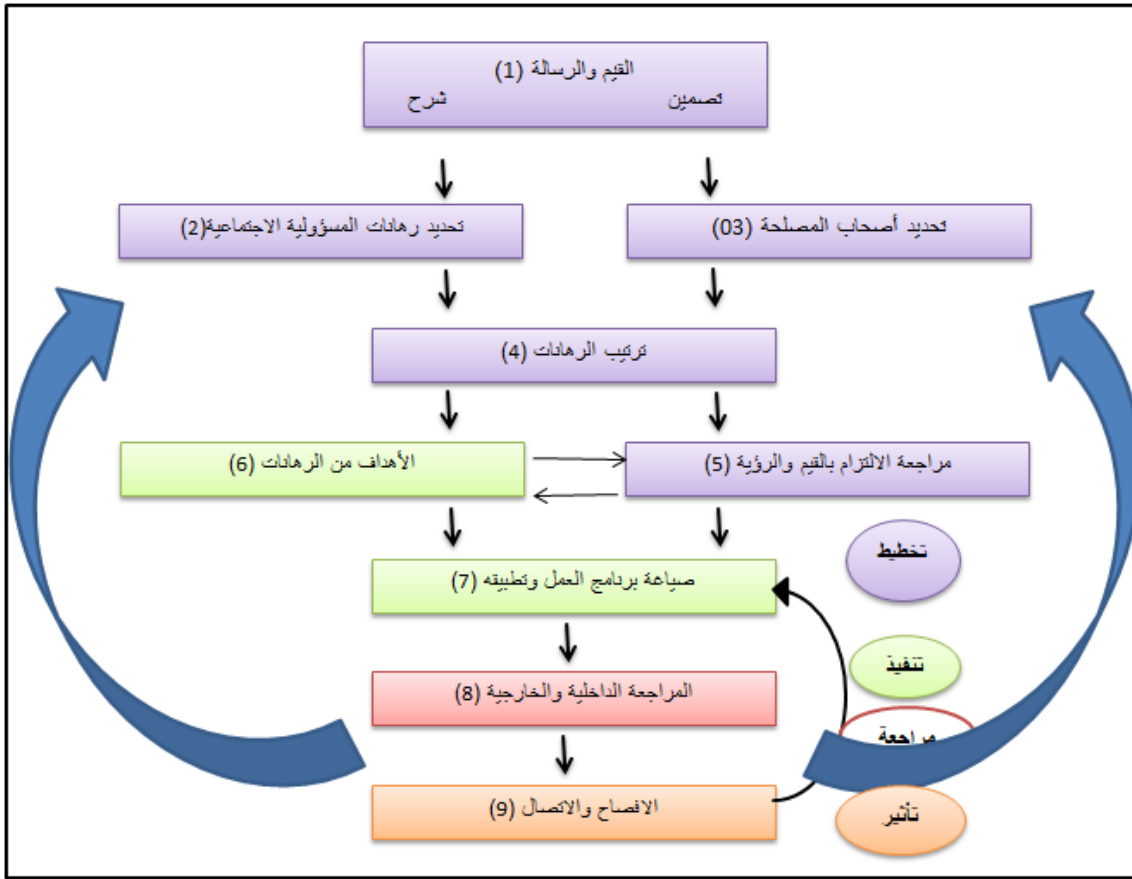 القيم والرسالة (1)
تصمين شرح
تحديد أصحاب المصلحة (03)
تحديد رهانات المسؤولية الاجتماعية(2)
ترتيب الرهانات (4)
مراجعة الالتزام بالقيم والرؤية (5)
الأهداف من الرهانات (6)
تخطيط
صياغة برنامج العمل وتطبيقه (7)
تنفيذ
المراجعة الداخلية والخارجية (8)
مراجعة
الافصاح والاتصال (9)
تأثير